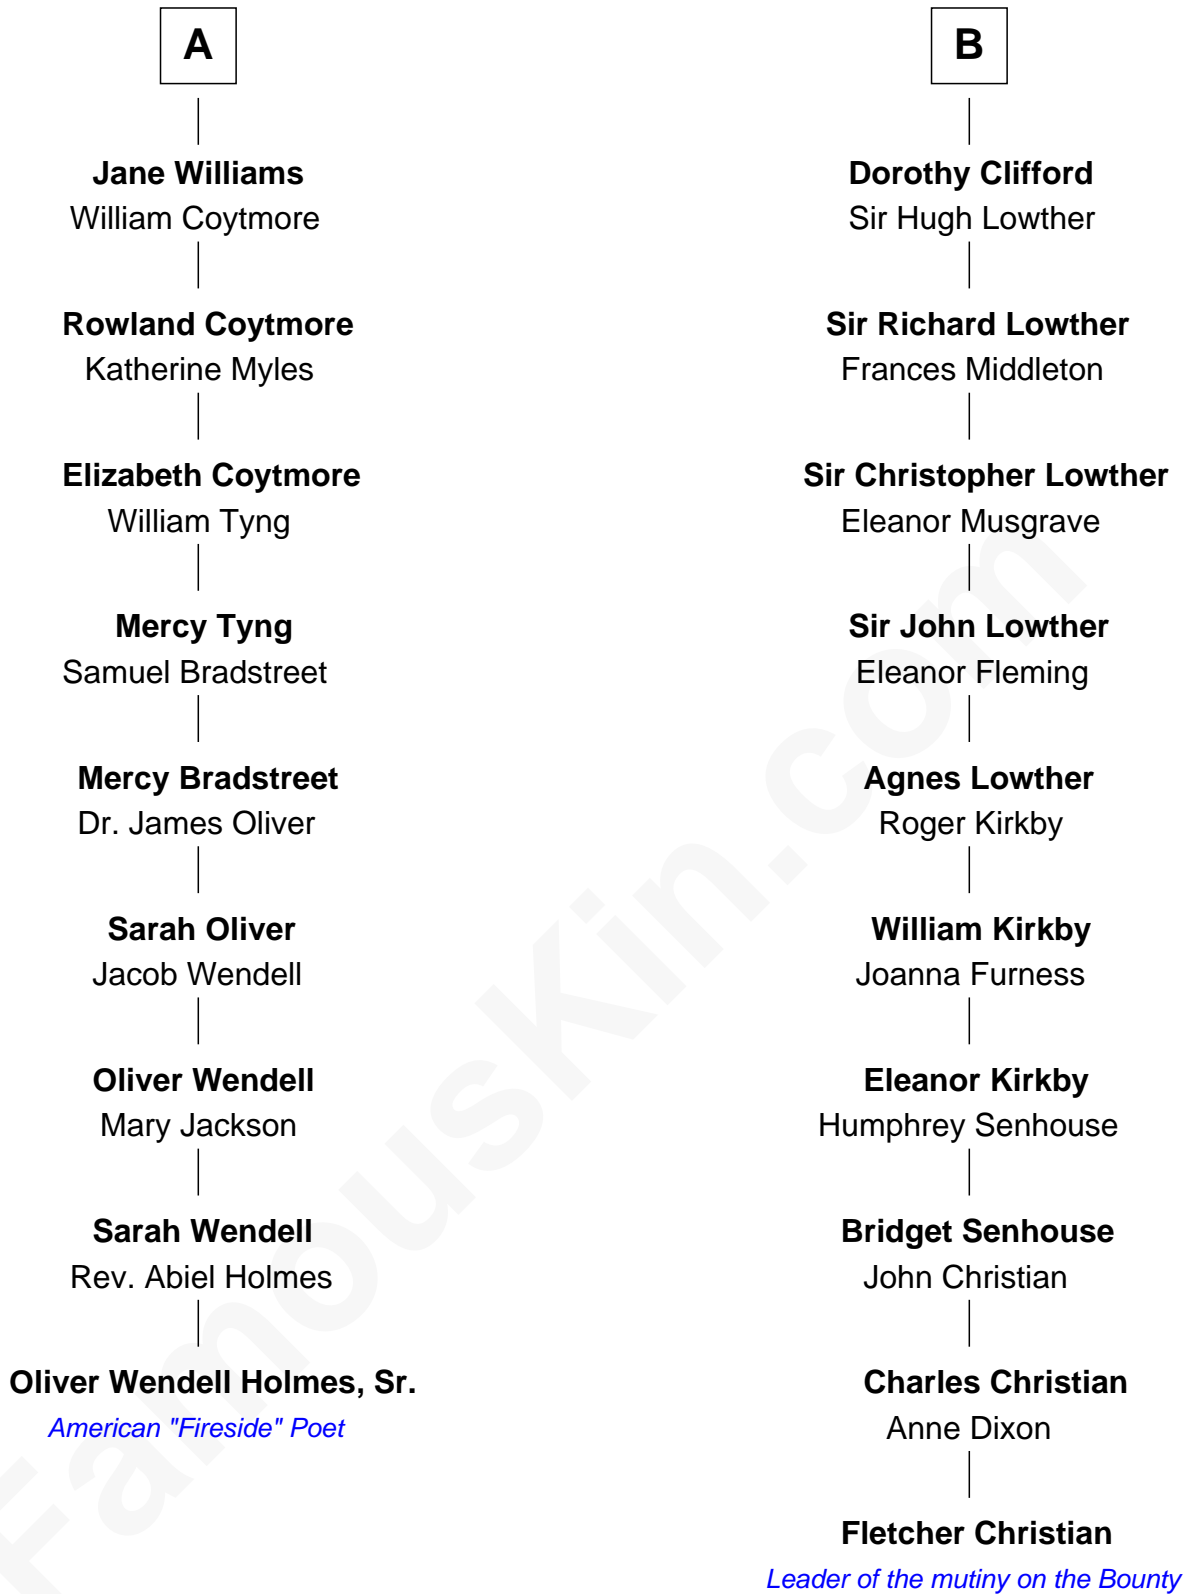 A
Jane Williams
William Coytmore
Rowland Coytmore
Katherine Myles
Elizabeth Coytmore
William Tyng
Mercy Tyng
Samuel Bradstreet
Mercy Bradstreet
Dr. James Oliver
Sarah Oliver
Jacob Wendell
Oliver Wendell
Mary Jackson
Sarah Wendell
Rev. Abiel Holmes
Oliver Wendell Holmes, Sr.
American "Fireside" Poet
B
Dorothy Clifford
Sir Hugh Lowther
Sir Richard Lowther
Frances Middleton
Sir Christopher Lowther
Eleanor Musgrave
Sir John Lowther
Eleanor Fleming
Agnes Lowther
Roger Kirkby
William Kirkby
Joanna Furness
Eleanor Kirkby
Humphrey Senhouse
Bridget Senhouse
John Christian
Charles Christian
Anne Dixon
Fletcher Christian
Leader of the mutiny on the Bounty
FamousKin.com